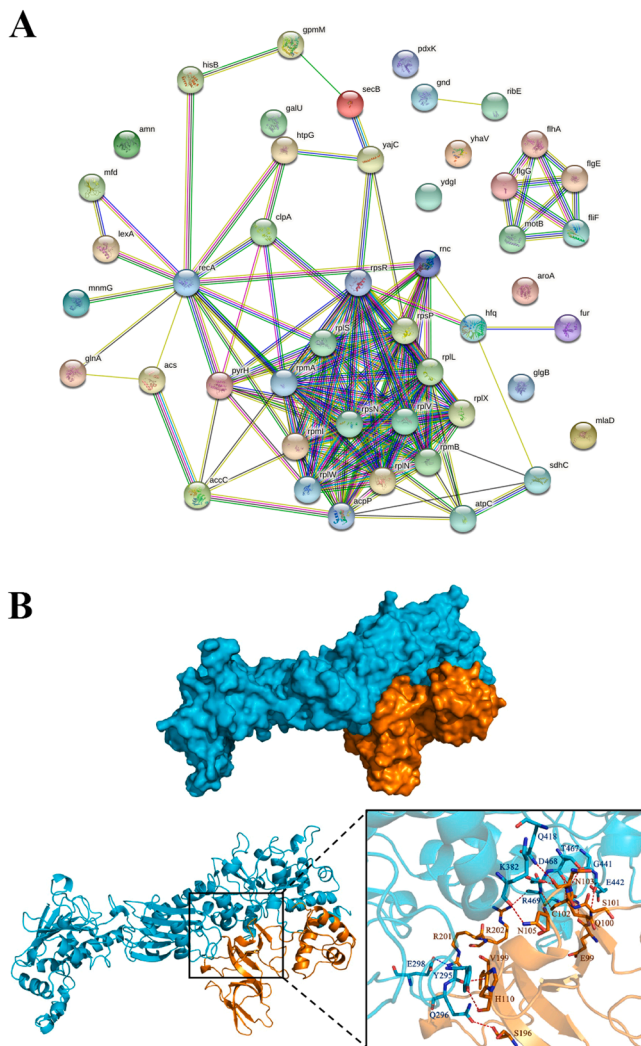 A
gpmM
hisB
pdxK
gnd
secB
ribE
galU
amn
htpG
yajC
yhaV
flhA
flgG
flgE
mfd
ydgI
motB
fliF
lexA
clpA
rnc
recA
rpsR
aroA
mnmG
rpsP
hfq
fur
rplS
rplL
glnA
acs
pyrH
rpmA
glgB
rplX
rpsN
rplV
mlaD
rpmI
rplN
rpmB
accC
rplW
sdhC
acpP
atpC
B
Q418
T467
K382
D468
G441
N103
E442
R469
S101
C102
Q100
R201
R202
N105
E99
V199
E298
Y295
H110
Q296
S196